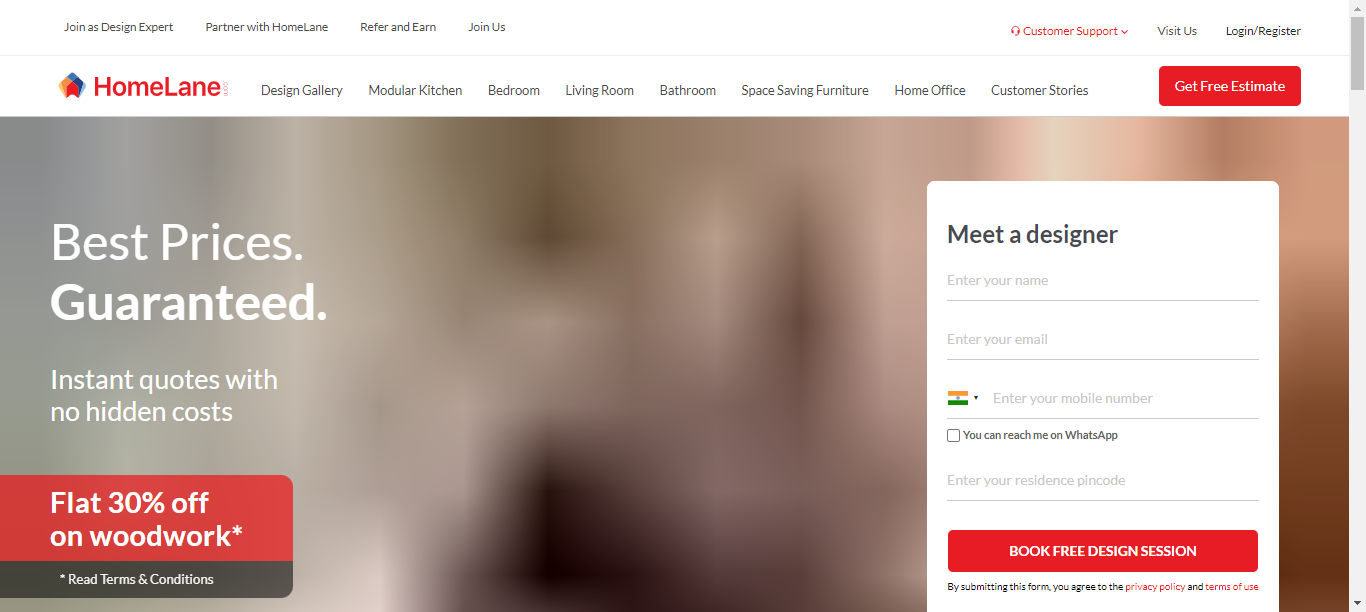 Join as Design Expert
Partner with HomeLane
Refer and Earn
Join Us
Customer Support
Visit Us
Login/Register
HomeLane
Design Gallery
Modular Kitchen
Bedroom
Living Room
Bathroom
Space Saving Furniture
Home Office
Customer Stories
Get Free Estimate
Best Prices.
Guaranteed.
Instant quotes with
no hidden costs
Flat 30% off
on woodwork*
* Read Terms & Conditions
Meet a designer
Enter your name
Enter your email
Enter your mobile number
You can reach me on WhatsApp
Enter your residence pincode
BOOK FREE DESIGN SESSION
By submitting this form, you agree to the privacy policy and terms of use